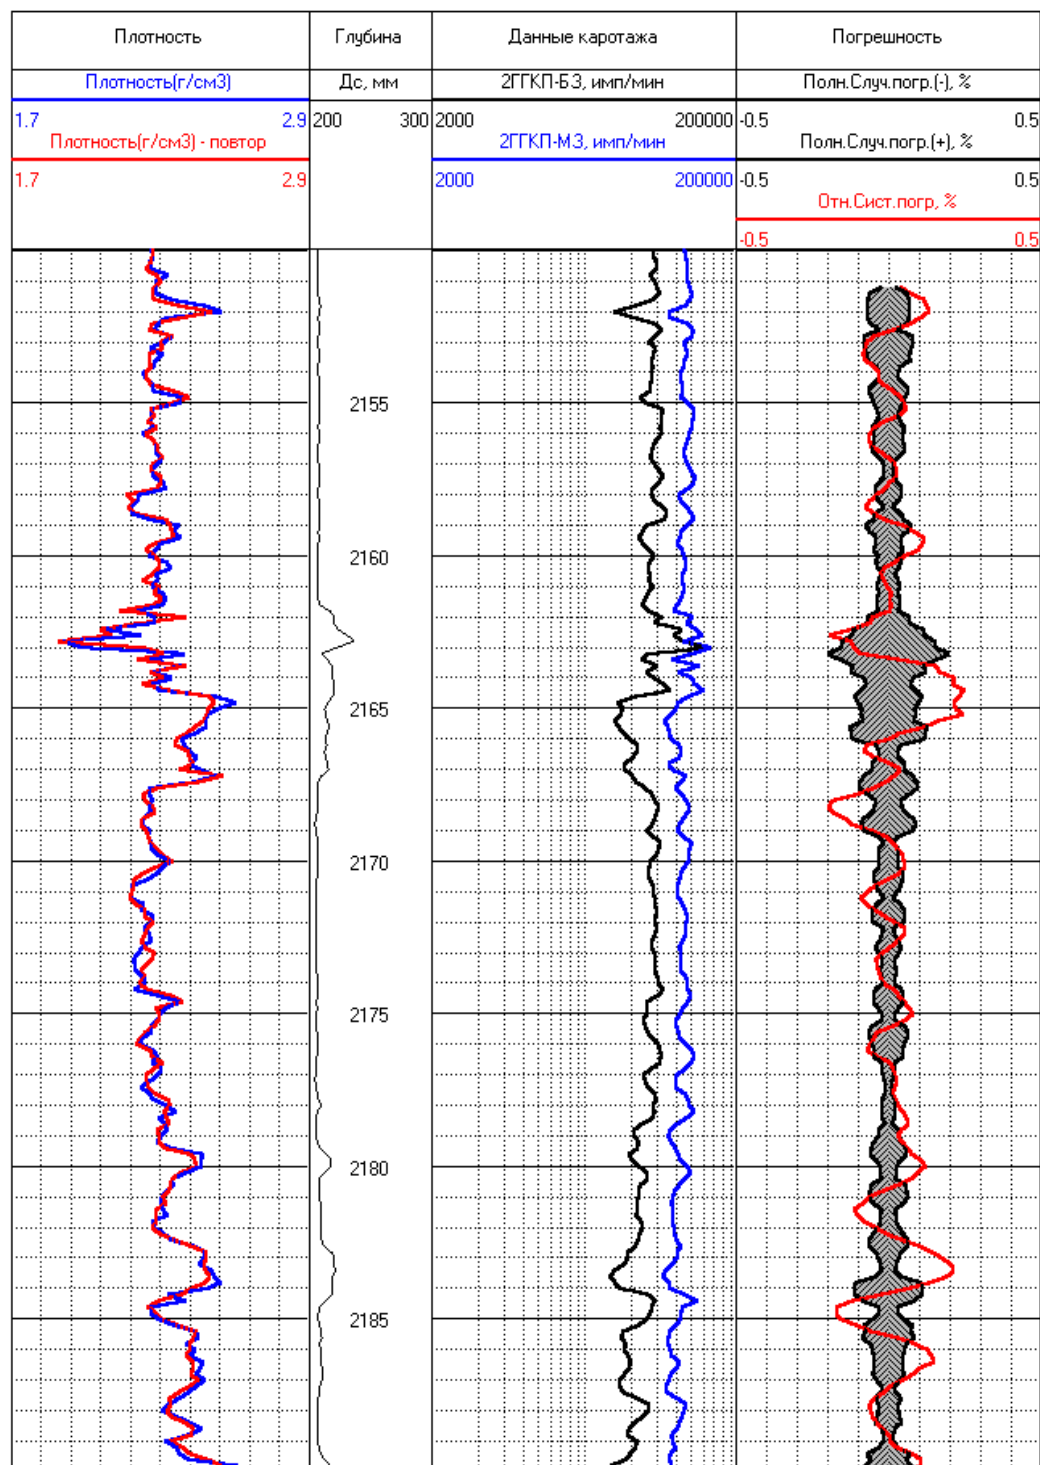 Плотность Глубина Данные каротажа Погрешность
Плотность(г/см3) Дс, мм 2ГГКП-БЗ, имп/мин Полн.Случ.погр.(-), %
1.7 2.9 200 300 2000 200000 -0.5 0.5
Плотность(г/см3) - повтор 2ГГКП-МЗ, имп/мин Полн.Случ.погр.(+), %
1.7 2.9 2000 200000 -0.5 0.5
Отн.Сист.погр, %
-0.5 0.5
2155
2160
2165
2170
2175
2180
2185